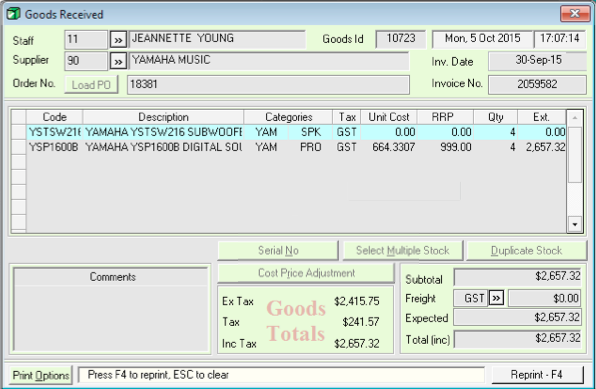 Goods Received
Staff 11 » JEANNETTE YOUNG Goods Id 10723 Mon, 5 Oct 2015 17:07:14
Supplier 90 » YAMAHA MUSIC Inv. Date 30-Sep-15
Order No. Load PO 18381 Invoice No. 2059582
Code Description Categories Tax Unit Cost RRP Qty Ext.
YSTSW216 YAMAHA YSTSW216 SUBWOOFE YAM SPK GST 0.00 0.00 4 0.00
YSP1600B YAMAHA YSP1600B DIGITAL SOU YAM PRO GST 664.3307 999.00 4 2,657.32
Serial No Select Multiple Stock Duplicate Stock
Comments Cost Price Adjustment Subtotal $2,657.32
Ex Tax $2,415.75 Freight GST » $0.00
Goods Totals
Tax $241.57 Expected $2,657.32
Inc Tax $2,657.32 Total (inc) $2,657.32
Print Options Press F4 to reprint, ESC to clear Reprint - F4